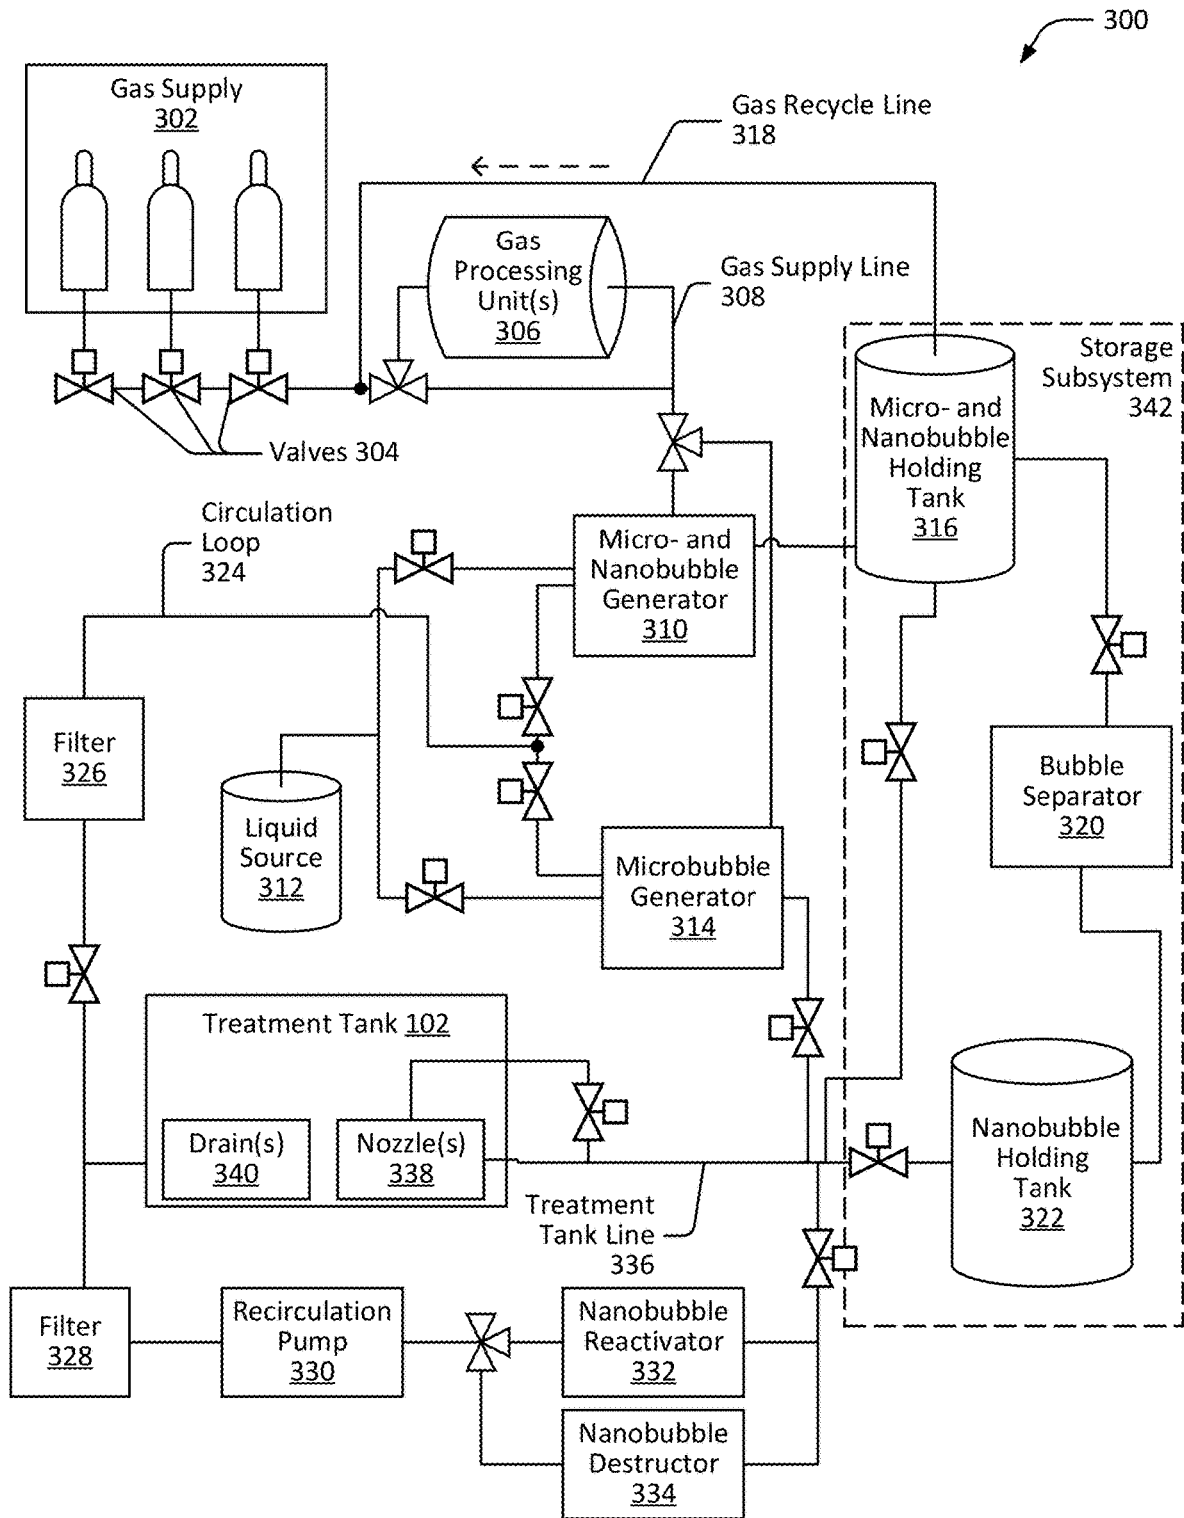 300
Gas Supply
302
Gas Recycle Line
318
Gas
Processing
Unit(s)
306
Gas Supply Line
308
Storage
Subsystem
342
Valves 304
Micro- and
Nanobubble
Holding
Tank
316
Circulation
Loop
324
Micro- and
Nanobubble
Generator
310
Filter
326
Bubble
Separator
320
Liquid
Source
312
Microbubble
Generator
314
Treatment Tank 102
Drain(s)
340
Nozzle(s)
338
Nanobubble
Holding
Tank
322
Treatment
Tank Line
336
Filter
328
Recirculation
Pump
330
Nanobubble
Reactivator
332
Nanobubble
Destructor
334